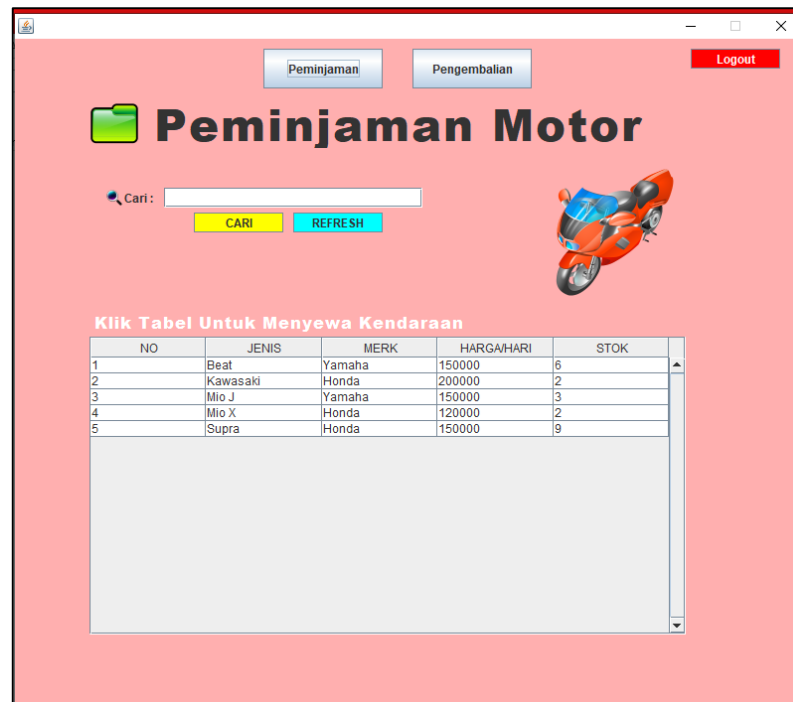 Peminjaman Pengembalian Logout
Peminjaman Motor
Cari :
CARI REFRESH
Klik Tabel Untuk Menyewa Kendaraan
NO JENIS MERK HARGA/HARI STOK
1 Beat Yamaha 150000 6
2 Kawasaki Honda 200000 2
3 Mio J Yamaha 150000 3
4 Mio X Honda 120000 2
5 Supra Honda 150000 9